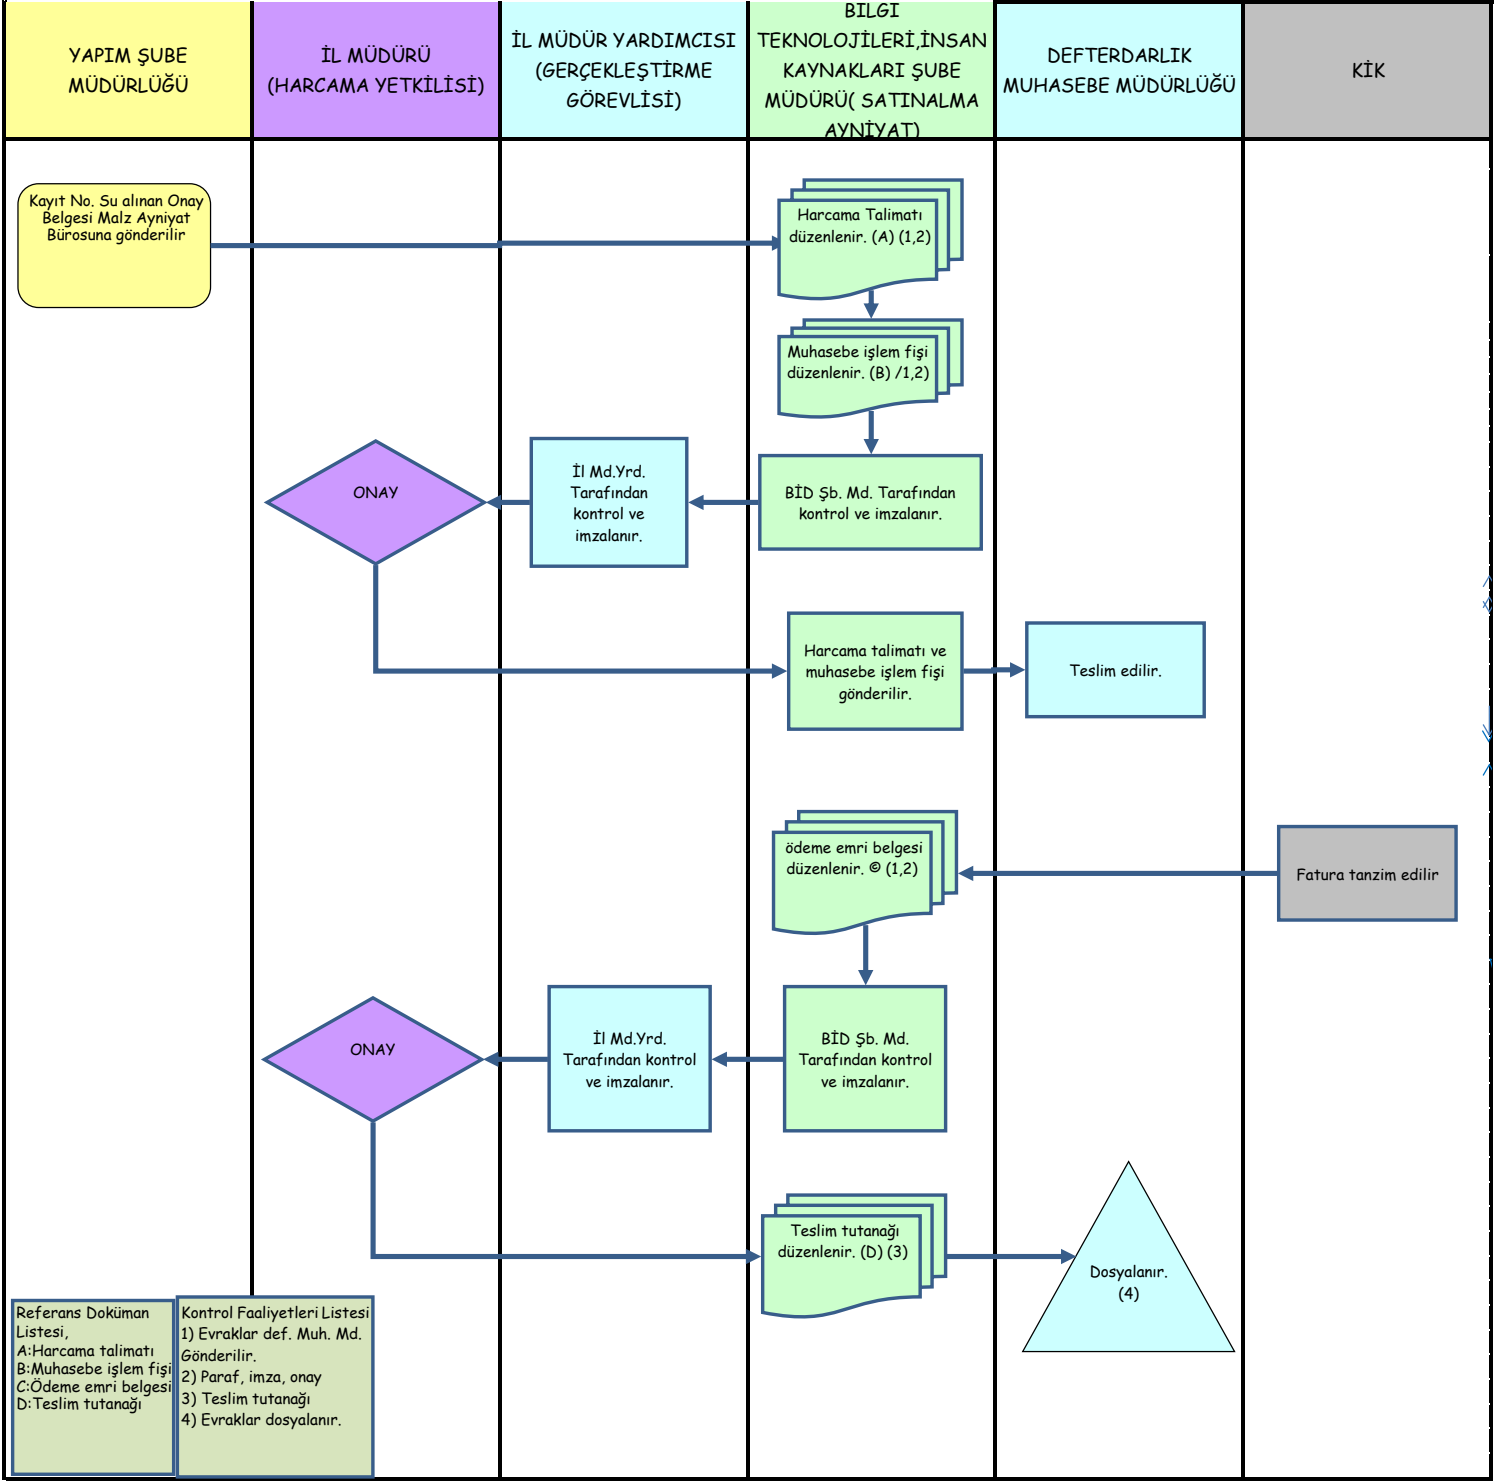 YAPIM ŞUBE
MÜDÜRLUĞÜ
İL MÜDÜRÜ
(HARCAMA YETKİLİSİ)
İL MÜDÜR YARDIMCISI
(GERÇEKLEŞTİRME
GÖREVLİSİ)
BILGI
TEKNOLOJİLERİ,İNSAN
KAYNAKLARI ŞUBE
MÜDÜRÜ( SATINALMA
AYNİYAT)
DEFTERDARLIK
MUHASEBE MÜDÜRLÜĞÜ
KİK
Kayıt No. Su alınan Onay
Belgesi Malz Ayniyat
Bürosuna gönderilir
Harcama Talimatı
düzenlenir. (A) (1,2)
Muhasebe işlem fişi
düzenlenir. (B) /1,2)
ONAY
İl Md.Yrd.
Tarafından
kontrol ve
imzalanır.
BİD Şb. Md. Tarafından
kontrol ve imzalanır.
Harcama talimatı ve
muhasebe işlem fişi
gönderilir.
Teslim edilir.
ödeme emri belgesi
düzenlenir. © (1,2)
Fatura tanzim edilir
ONAY
İl Md.Yrd.
Tarafından kontrol
ve imzalanır.
BİD Şb. Md.
Tarafından kontrol
ve imzalanır.
Teslim tutanağı
düzenlenir. (D) (3)
Dosyalanır.
(4)
Referans Doküman
Listesi,
A:Harcama talimatı
B:Muhasebe işlem fişi
C:Ödeme emri belgesi
D:Teslim tutanağı
Kontrol Faaliyetleri Listesi
1) Evraklar def. Muh. Md.
Gönderilir.
2) Paraf, imza, onay
3) Teslim tutanağı
4) Evraklar dosyalanır.